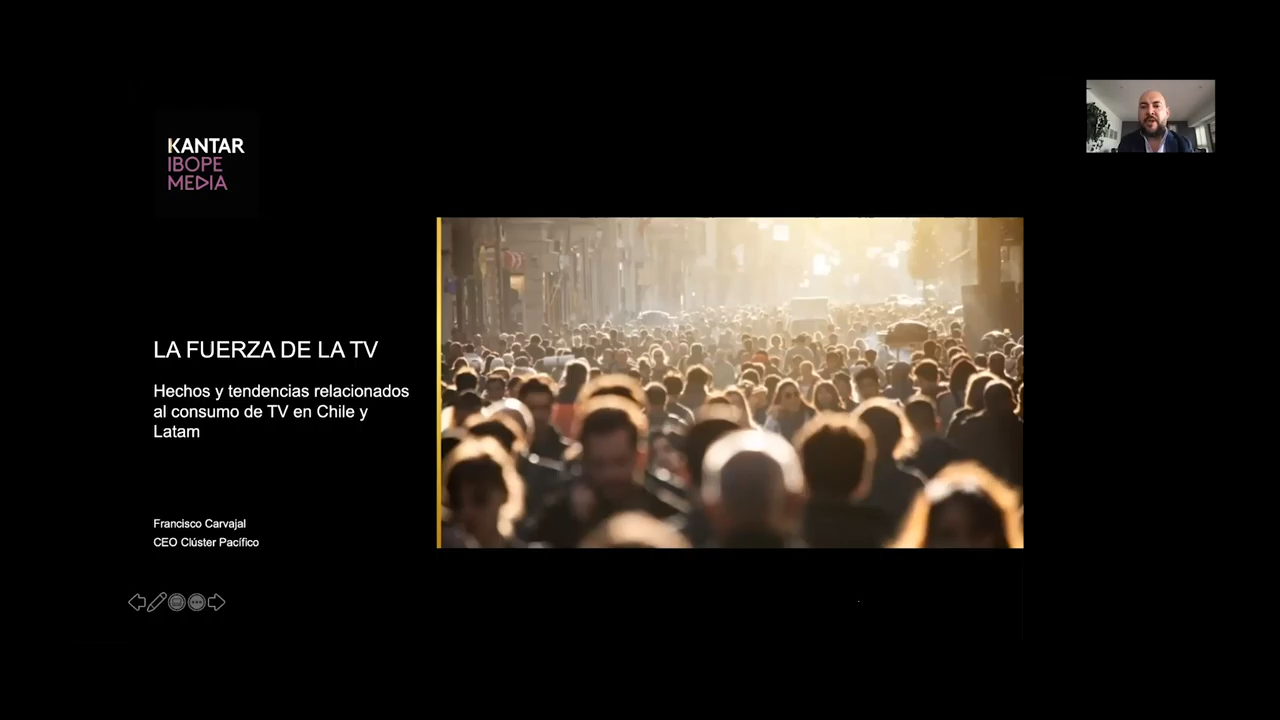 KANTAR
IBOPE
MEDIA
LA FUERZA DE LA TV
Hechos y tendencias relacionados
al consumo de TV en Chile y
Latam
Francisco Carvajal
CEO Clúster Pacífico